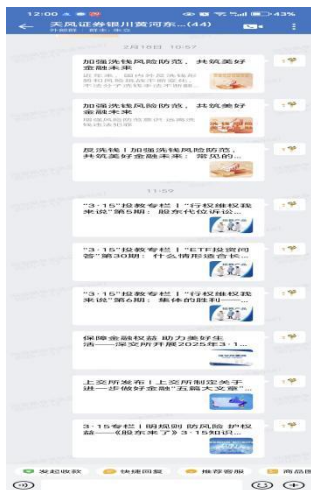 12:00
43%
天风证券银川黄河东...(44)
2月18日 10:57
加强洗钱风险防范，共筑美好
金融未来
加强洗钱风险防范，共筑美好
金融未来
反洗钱丨加强洗钱风险防范，
共筑美好金融未来：常见的...
11:59
“3·15”投教专栏丨“行权维权我
来说”第5期：股东代位诉讼...
“3·15”投教专栏丨“ETF投资问
答”第30期：什么情形适合长...
“3·15”投教专栏丨“行权维权我
来说”第6期：集体的胜利——...
保障金融权益 助力美好生
活—深交所开展2025年3·1...
上交所发布丨上交所制定关于
进一步做好金融“五篇大文章”...
3·15专栏丨明规则 防风险 护权
益——《股东来了》3·15知识...
发起收款
快捷回复
推荐客服
商品图